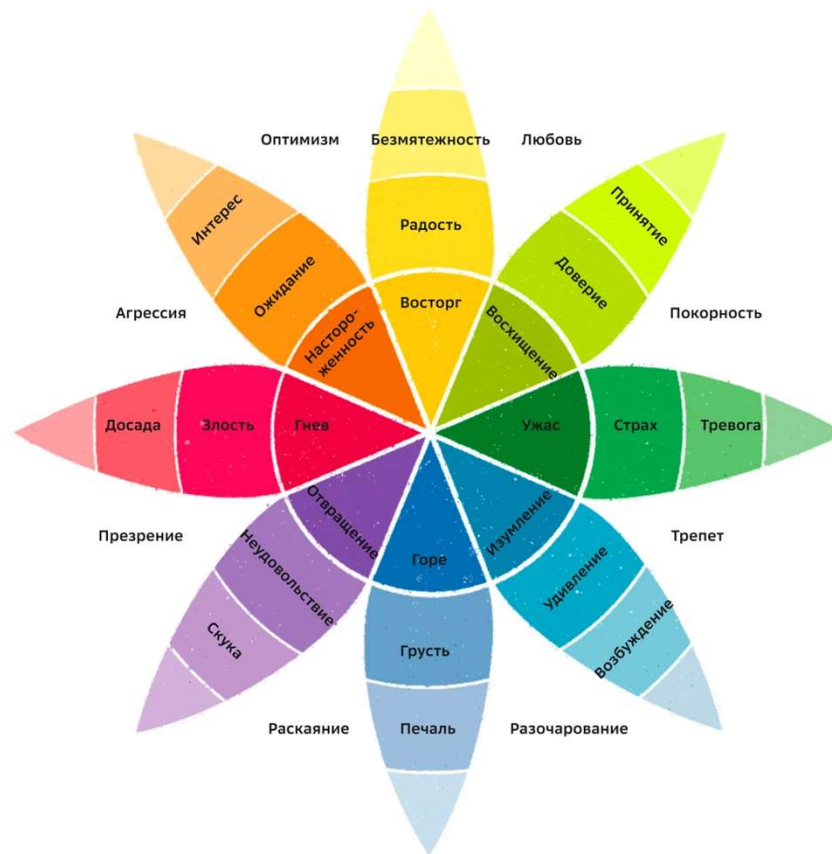 Оптимизм
Безмятежность
Любовь
Интерес
Принятие
Радость
Ожидание
Доверие
Восторг
Насторо-
женность
Восхищение
Агрессия
Покорность
Досада
Злость
Гнев
Ужас
Страх
Тревога
Отвращение
Изумление
Презрение
Неудовольствие
Горе
Удивление
Трепет
Скука
Грусть
Возбуждение
Раскаяние
Печаль
Разочарование